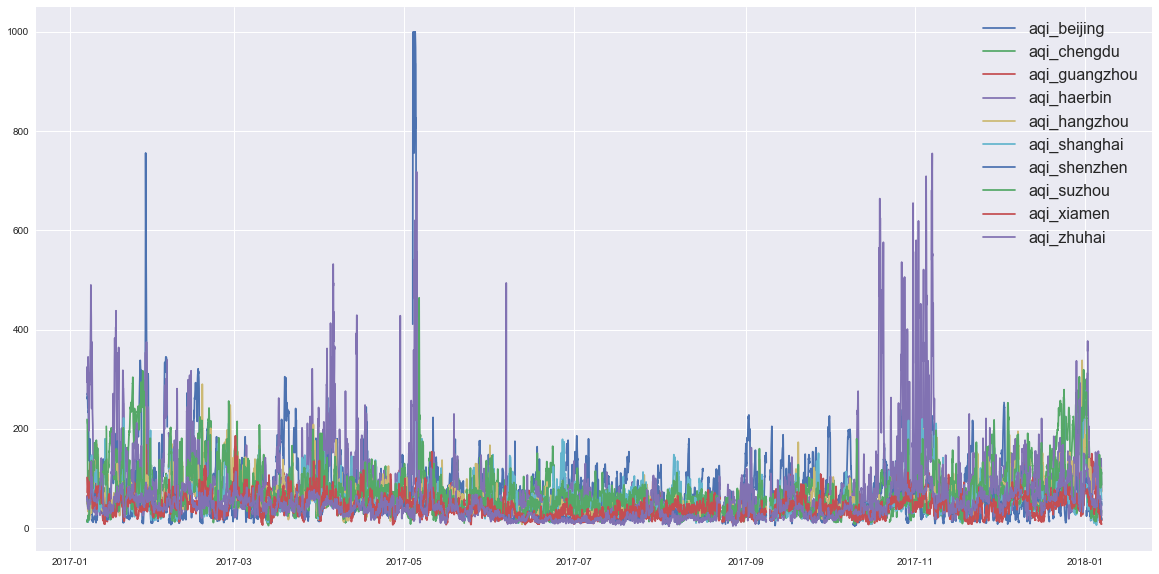 1000
800
600
400
200
0
2017-01
2017-03
2017-05
2017-07
2017-09
2017-11
2018-01
aqi_beijing
aqi_chengdu
aqi_guangzhou
aqi_haerbin
aqi_hangzhou
aqi_shanghai
aqi_shenzhen
aqi_suzhou
aqi_xiamen
aqi_zhuhai